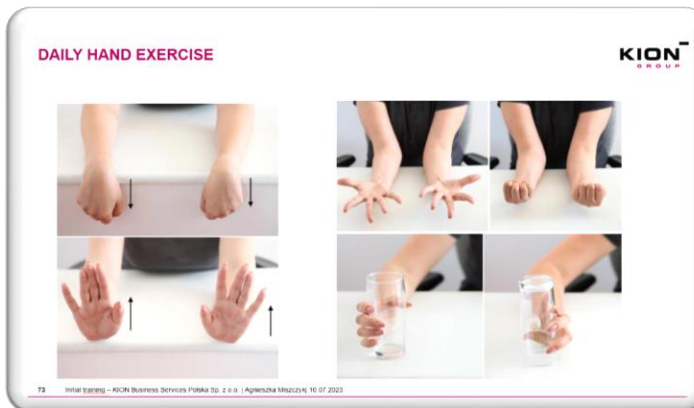 DAILY HAND EXERCISE
KION
GROUP
73 Initial training – KION Business Services Polska Sp. z o.o. | Agnieszka Miszczyk| 10.07.2023